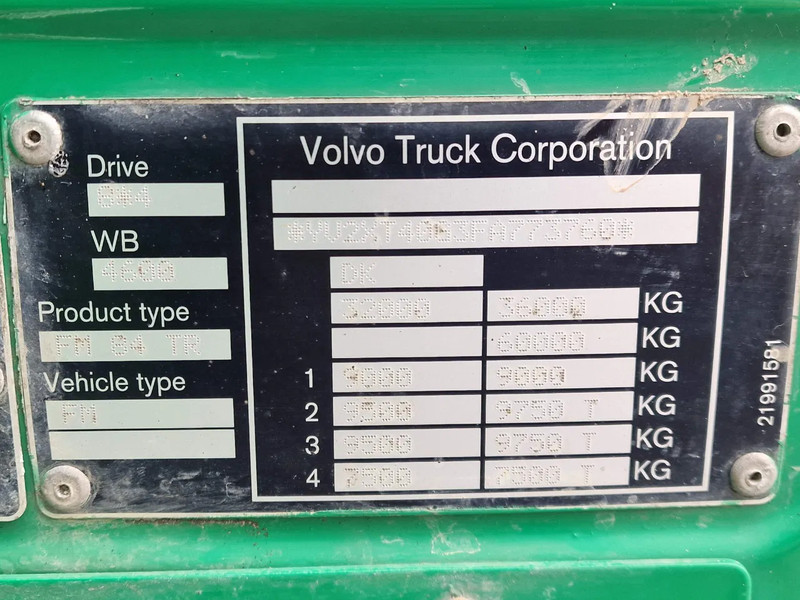 Volvo Truck Corporation
Drive
8*4
*YV2XT40G3FA773760*
WB
4600
DK
Product type
32000 36000 KG
FM 84 TR
60000 KG
Vehicle type
1 9000 9000 KG
FM
2 9500 9750 T KG
3 9500 9750 T KG
4 7500 7500 T KG
21991581